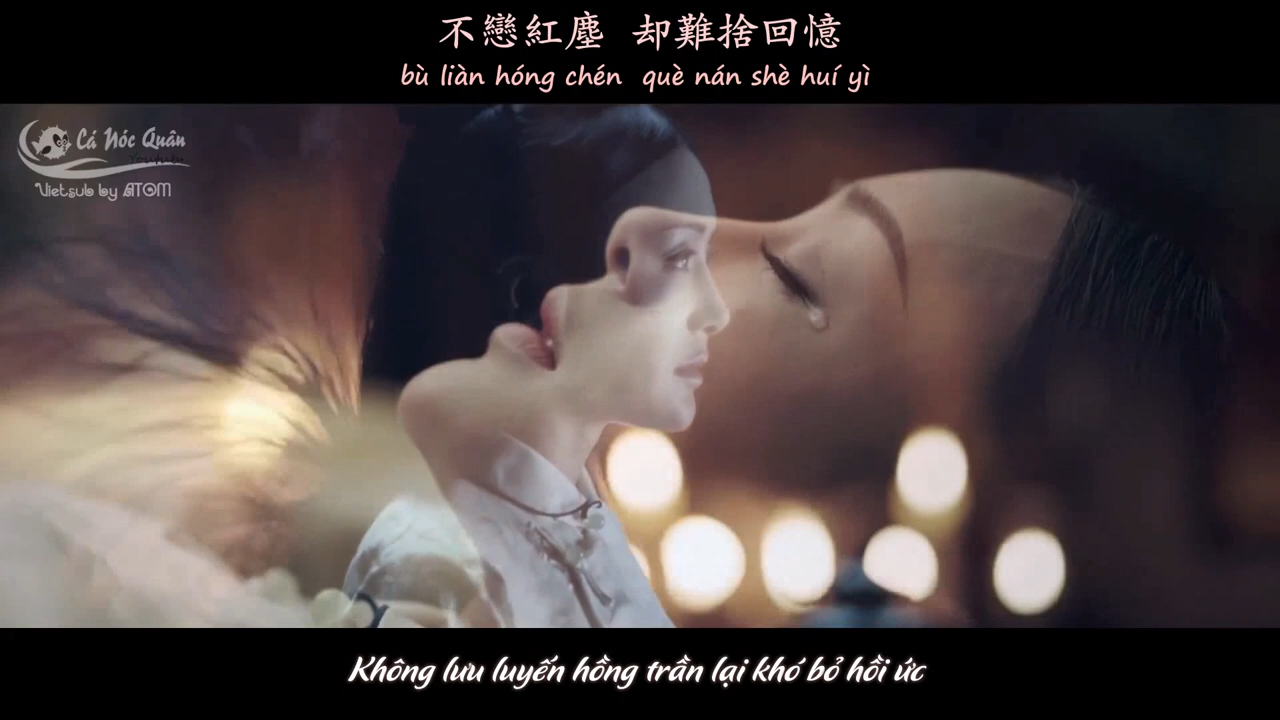 不戀紅塵 却難捨回憶
bù liàn hóng chén què nán shè huí yì
Cá Nóc Quân
Vietsub by ATOM
Không lưu luyến hồng trần lại khó bỏ hồi ức